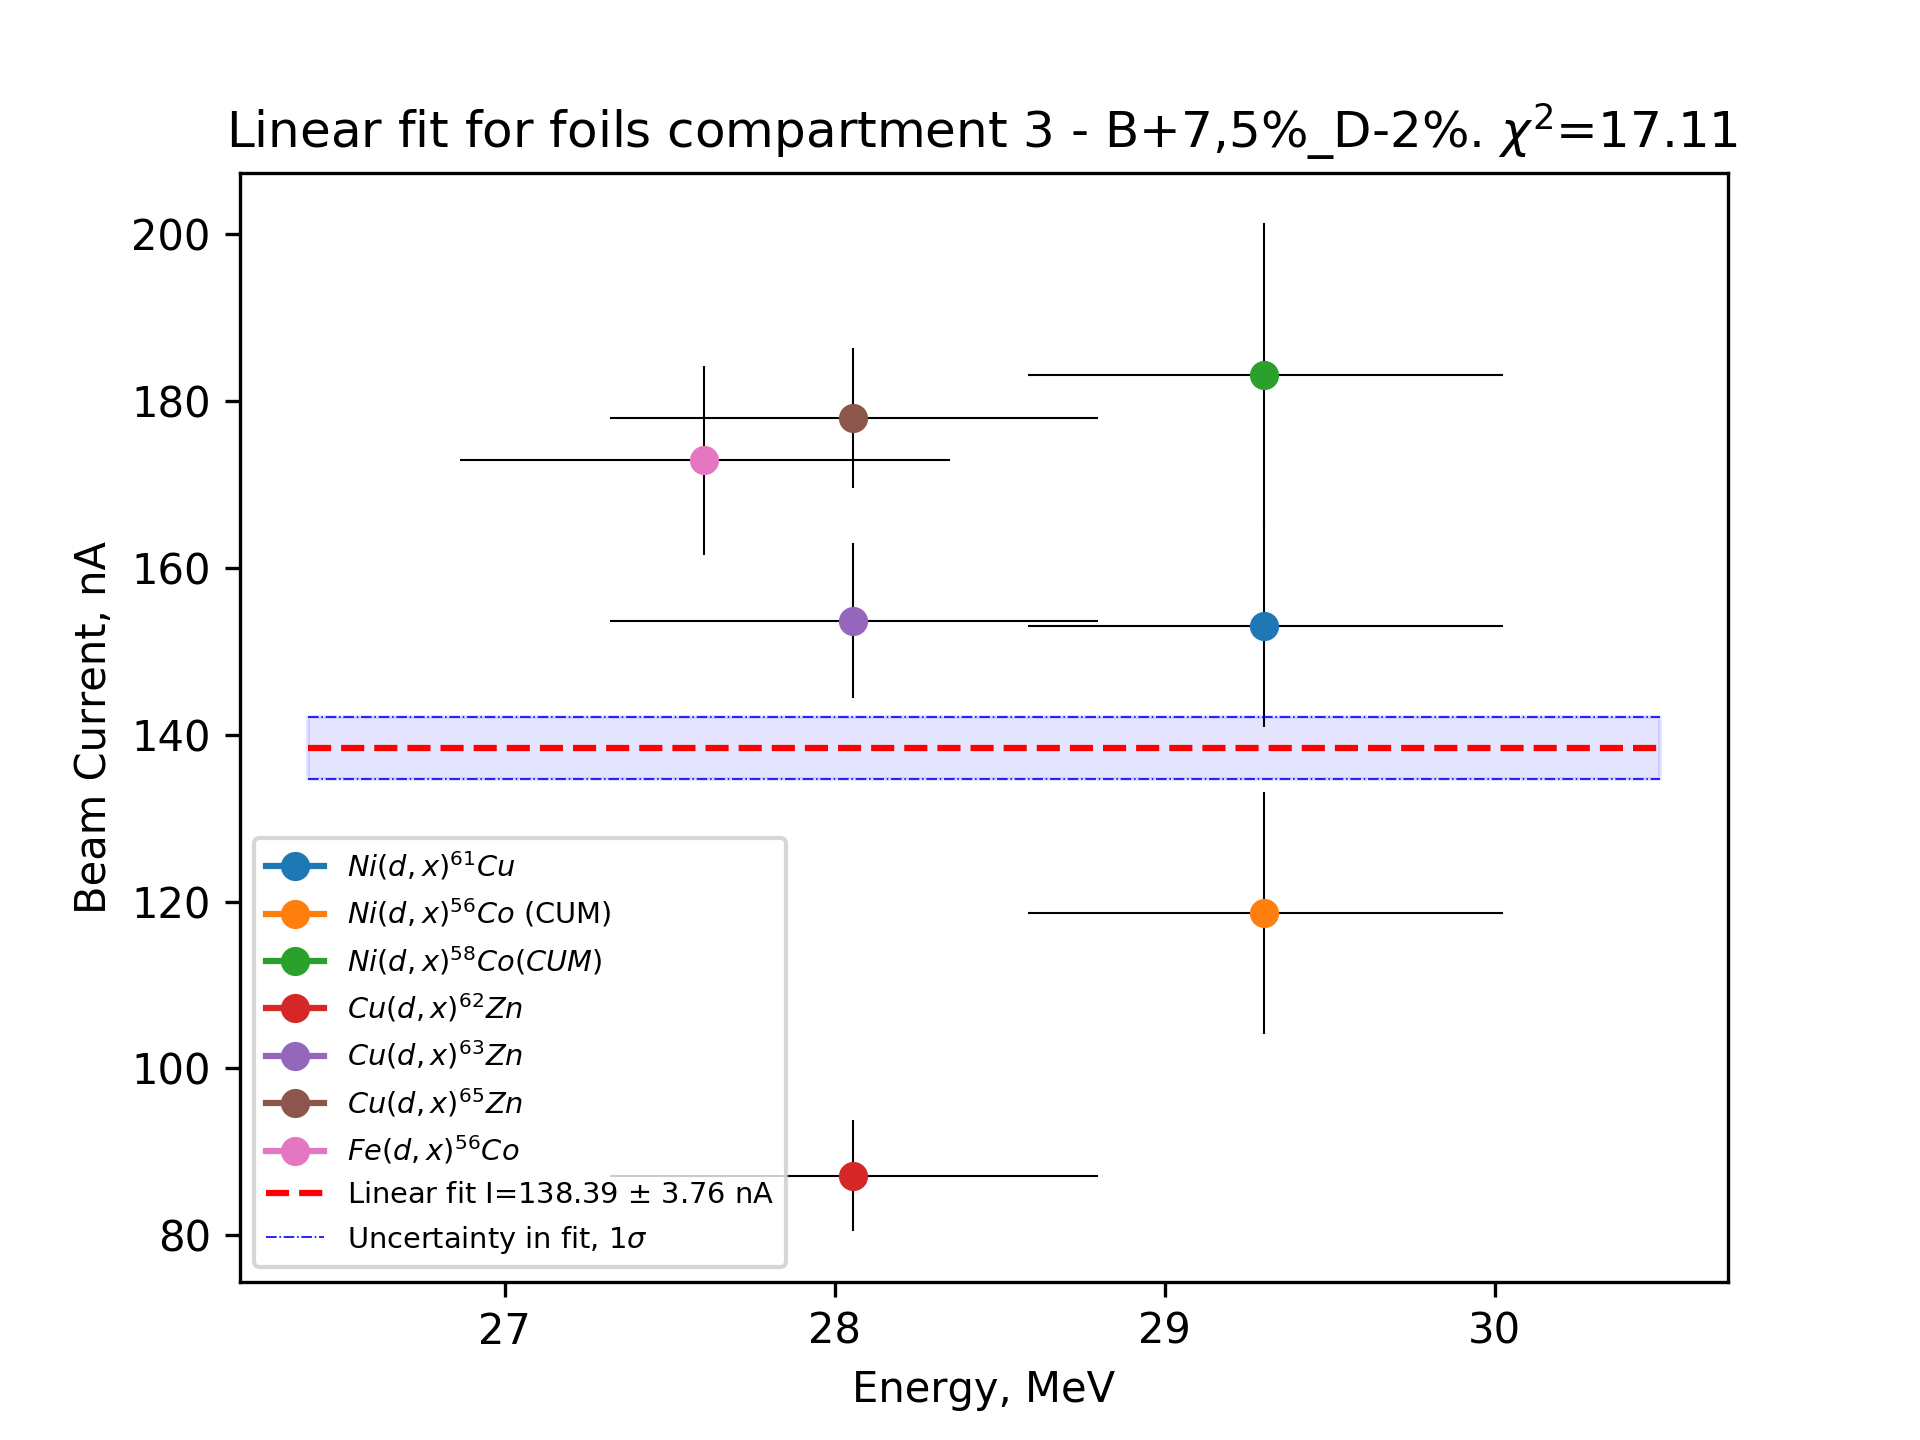 Linear fit for foils compartment 3 - B+7,5%_D-2%. χ²=17.11
200
180
160
140
120
100
80
Beam Current, nA
Ni(d, x)⁶¹Cu
Ni(d, x)⁵⁶Co (CUM)
Ni(d, x)⁵⁸Co(CUM)
Cu(d, x)⁶²Zn
Cu(d, x)⁶³Zn
Cu(d, x)⁶⁵Zn
Fe(d, x)⁵⁶Co
Linear fit I=138.39 ± 3.76 nA
Uncertainty in fit, 1σ
27 28 29 30
Energy, MeV